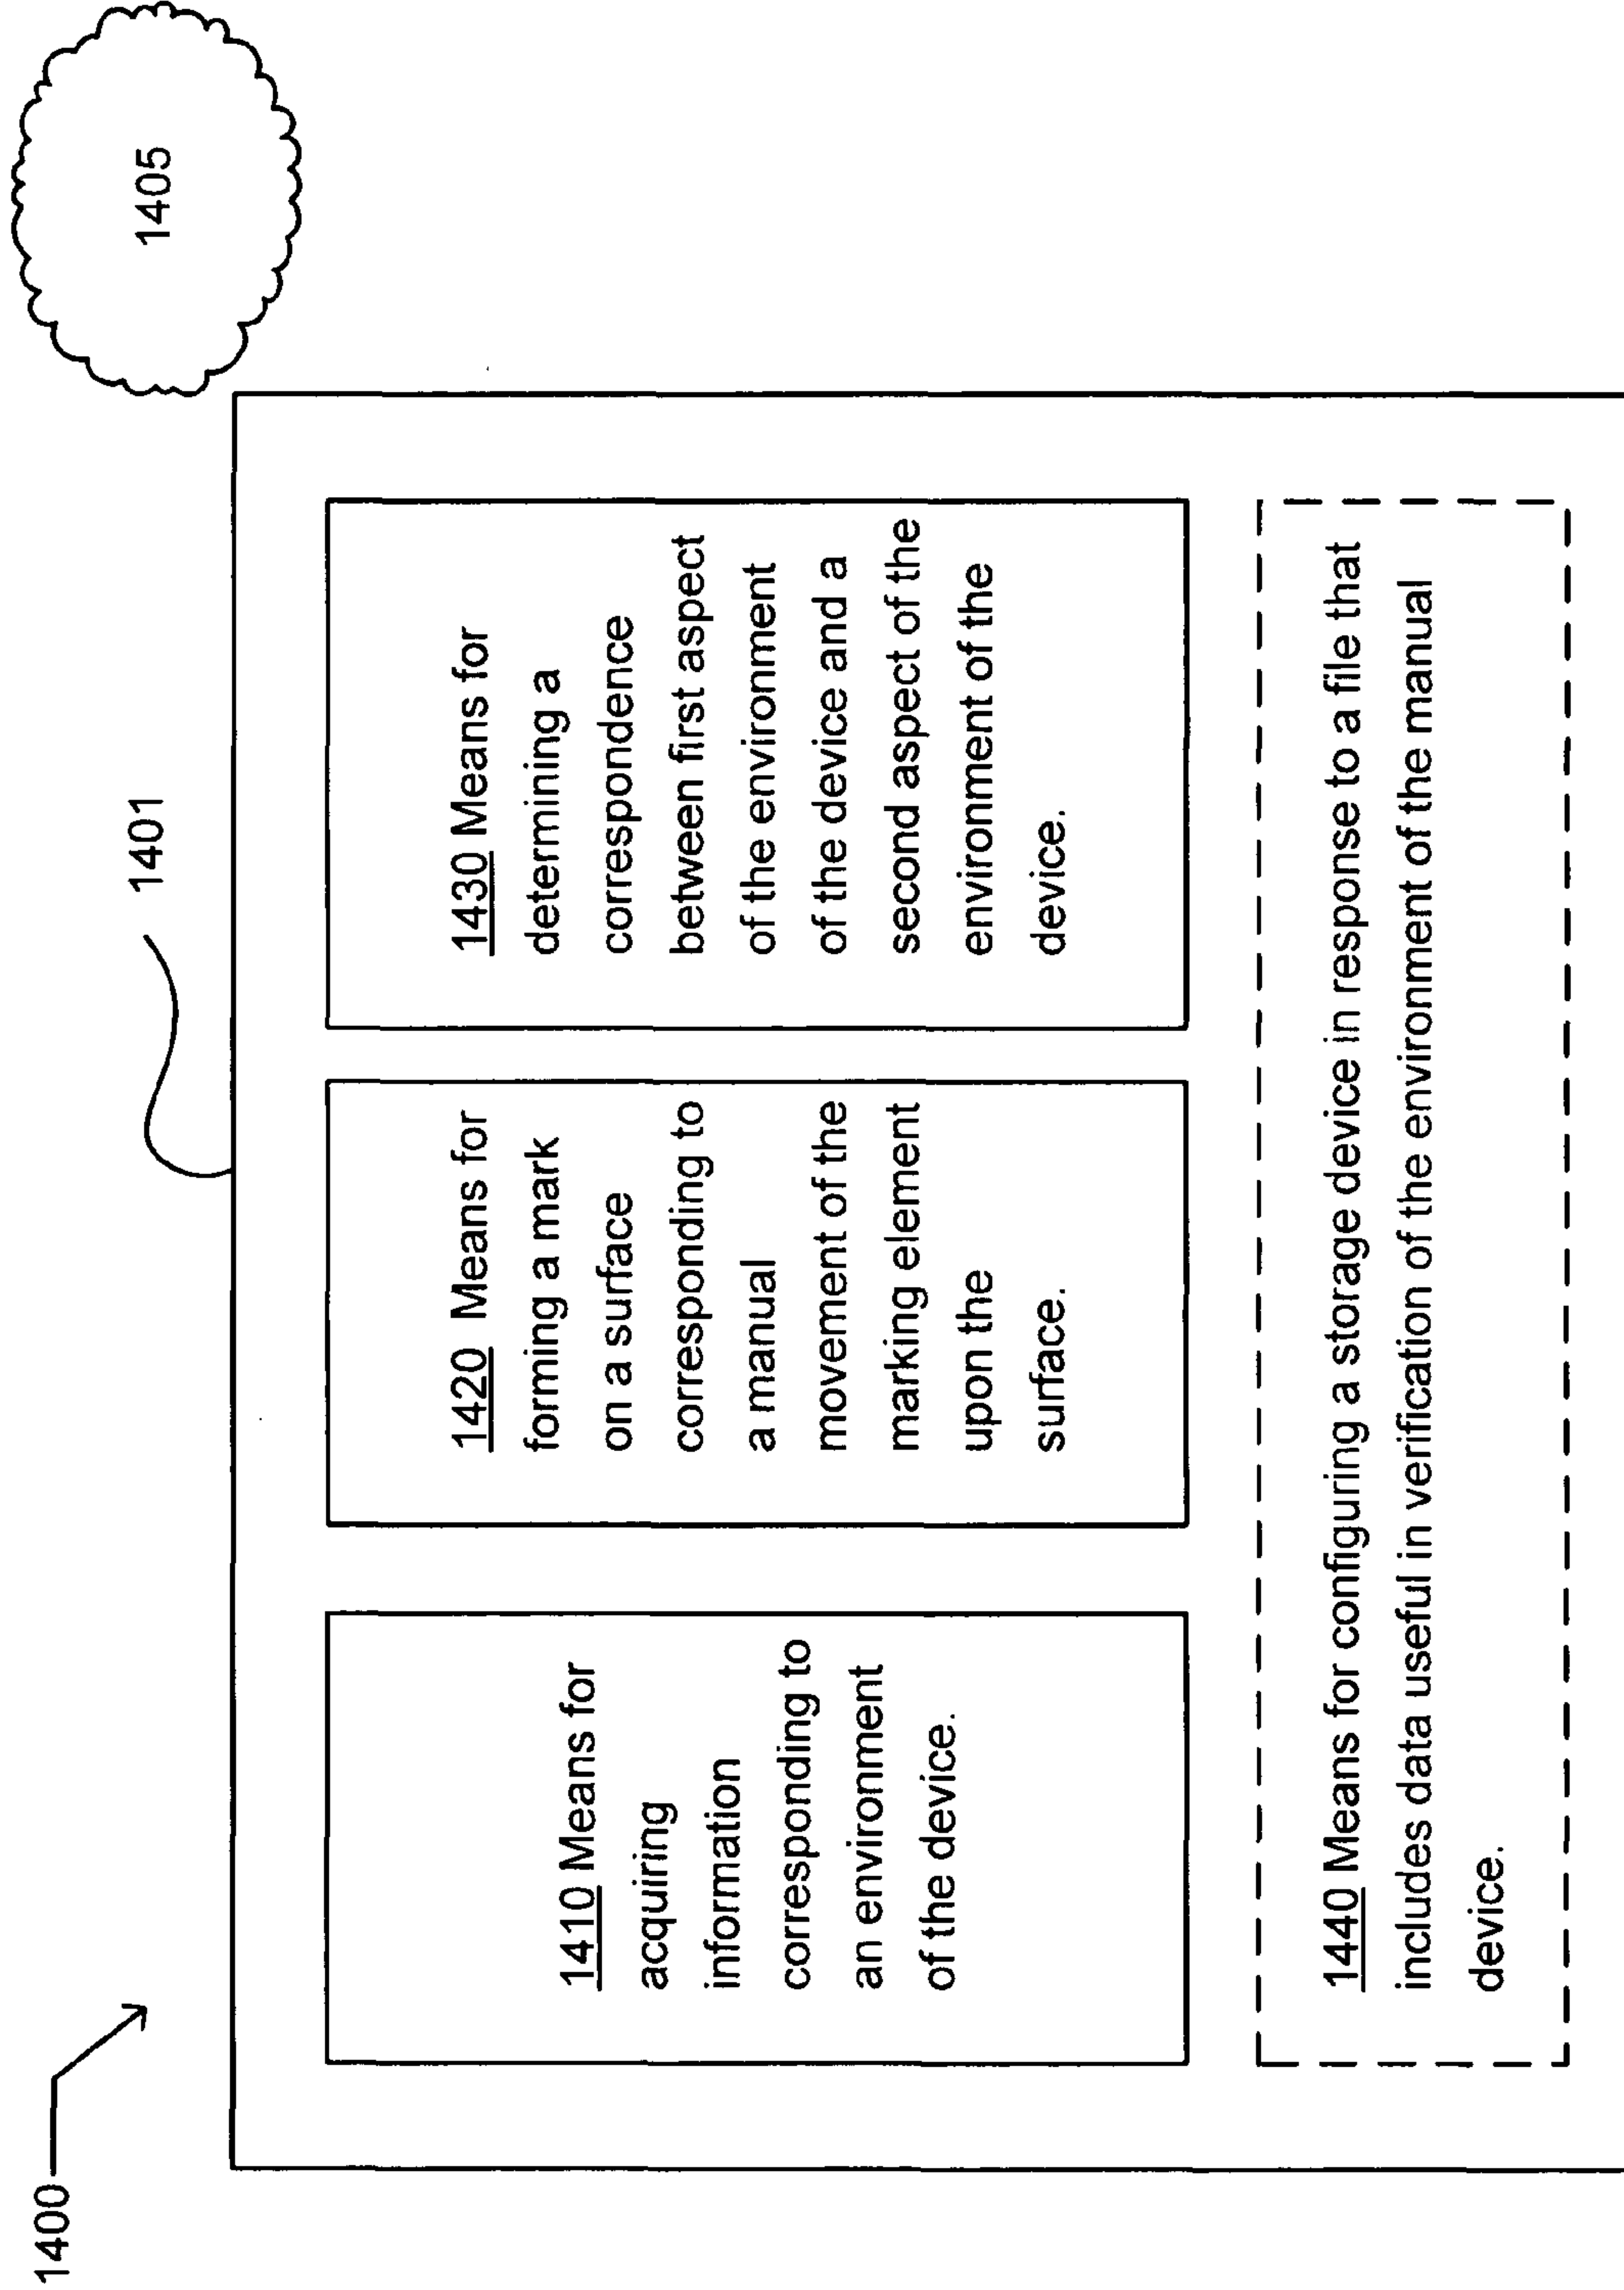 1400
1401
1405
1410 Means for
acquiring
information
corresponding to
an environment
of the device.
1420 Means for
forming a mark
on a surface
corresponding to
a manual
movement of the
marking element
upon the
surface.
1430 Means for
determining a
correspondence
between first aspect
of the environment
of the device and a
second aspect of the
environment of the
device.
1440 Means for configuring a storage device in response to a file that
includes data useful in verification of the environment of the manual
device.